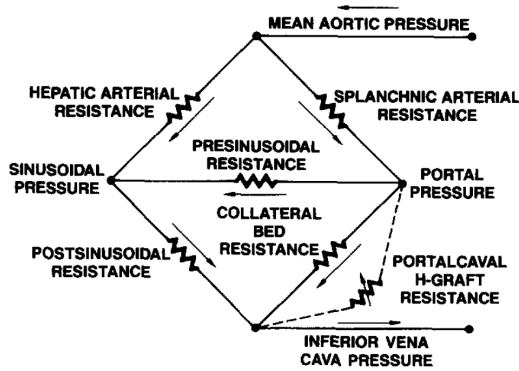 MEAN AORTIC PRESSURE
HEPATIC ARTERIAL
RESISTANCE
SPLANCHNIC ARTERIAL
RESISTANCE
PRESINUSOIDAL
RESISTANCE
SINUSOIDAL
PRESSURE
PORTAL
PRESSURE
COLLATERAL
BED
RESISTANCE
POSTSINUSOIDAL
RESISTANCE
PORTALCAVAL
H-GRAFT
RESISTANCE
INFERIOR VENA
CAVA PRESSURE